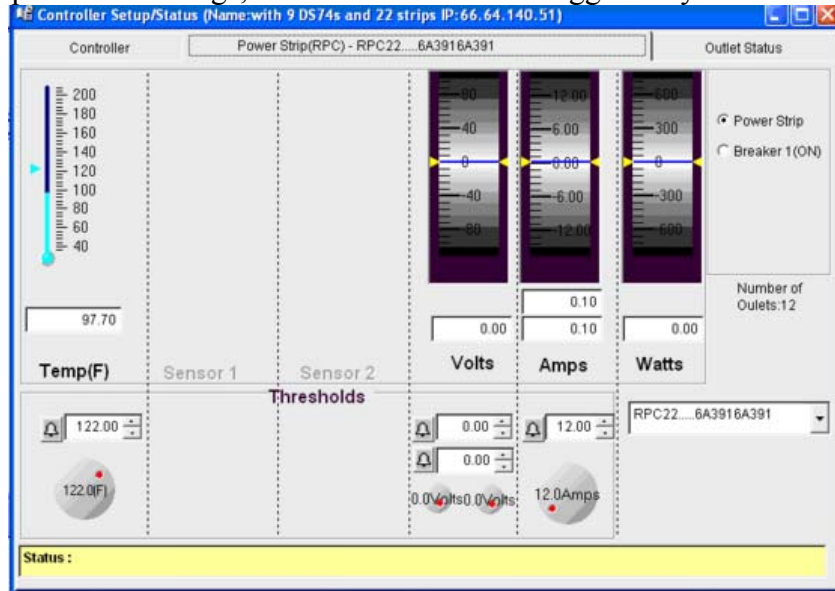 Controller Setup/Status (Name:with 9 DS74s and 22 strips IP:66.64.140.51)
Controller
Power Strip(RPC) - RPC22.....6A3916A391
Outlet Status
200
180
160
140
120
100
80
60
40
97.70
Temp(F)
Sensor 1
Sensor 2
80
40
0
-40
-80
0.00
Volts
12.00
6.00
0.00
-6.00
-12.00
0.10
0.10
Amps
600
300
0
-300
-600
0.00
Watts
Power Strip
Breaker 1(ON)
Number of
Oulets:12
Thresholds
122.00
122.0(F)
0.00
0.00
0.0Volts
0.0Volts
12.00
12.0Amps
RPC22.....6A3916A391
Status :